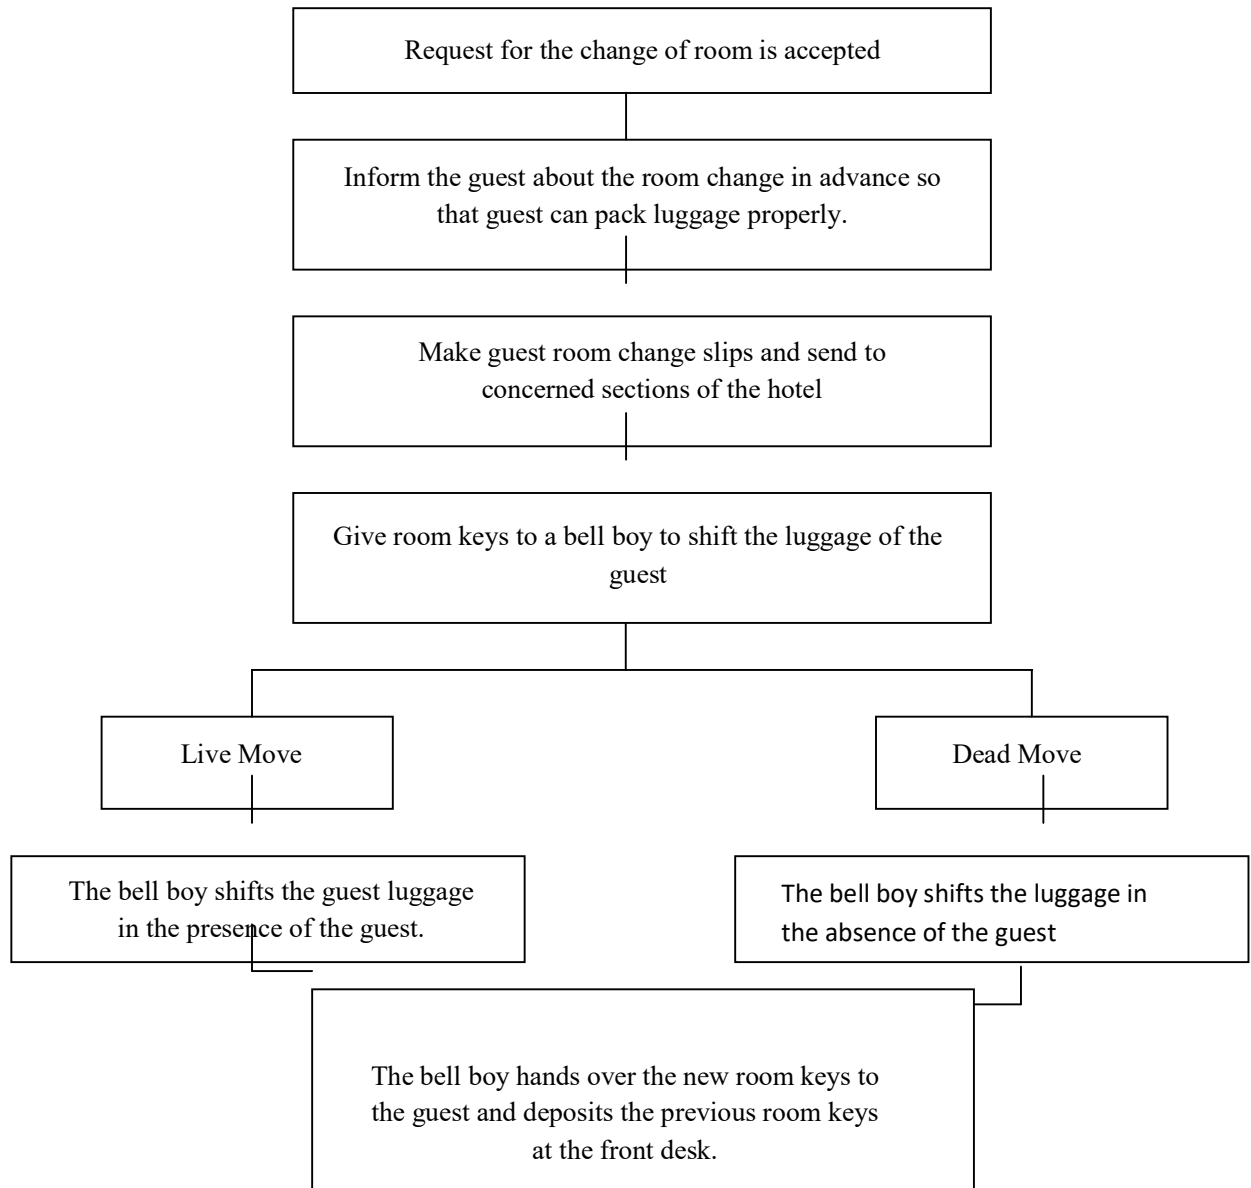 Request for the change of room is accepted
Inform the guest about the room change in advance so
that guest can pack luggage properly.
Make guest room change slips and send to
concerned sections of the hotel
Give room keys to a bell boy to shift the luggage of the
guest
Live Move
Dead Move
The bell boy shifts the guest luggage
in the presence of the guest.
The bell boy shifts the luggage in
the absence of the guest
The bell boy hands over the new room keys to
the guest and deposits the previous room keys
at the front desk.